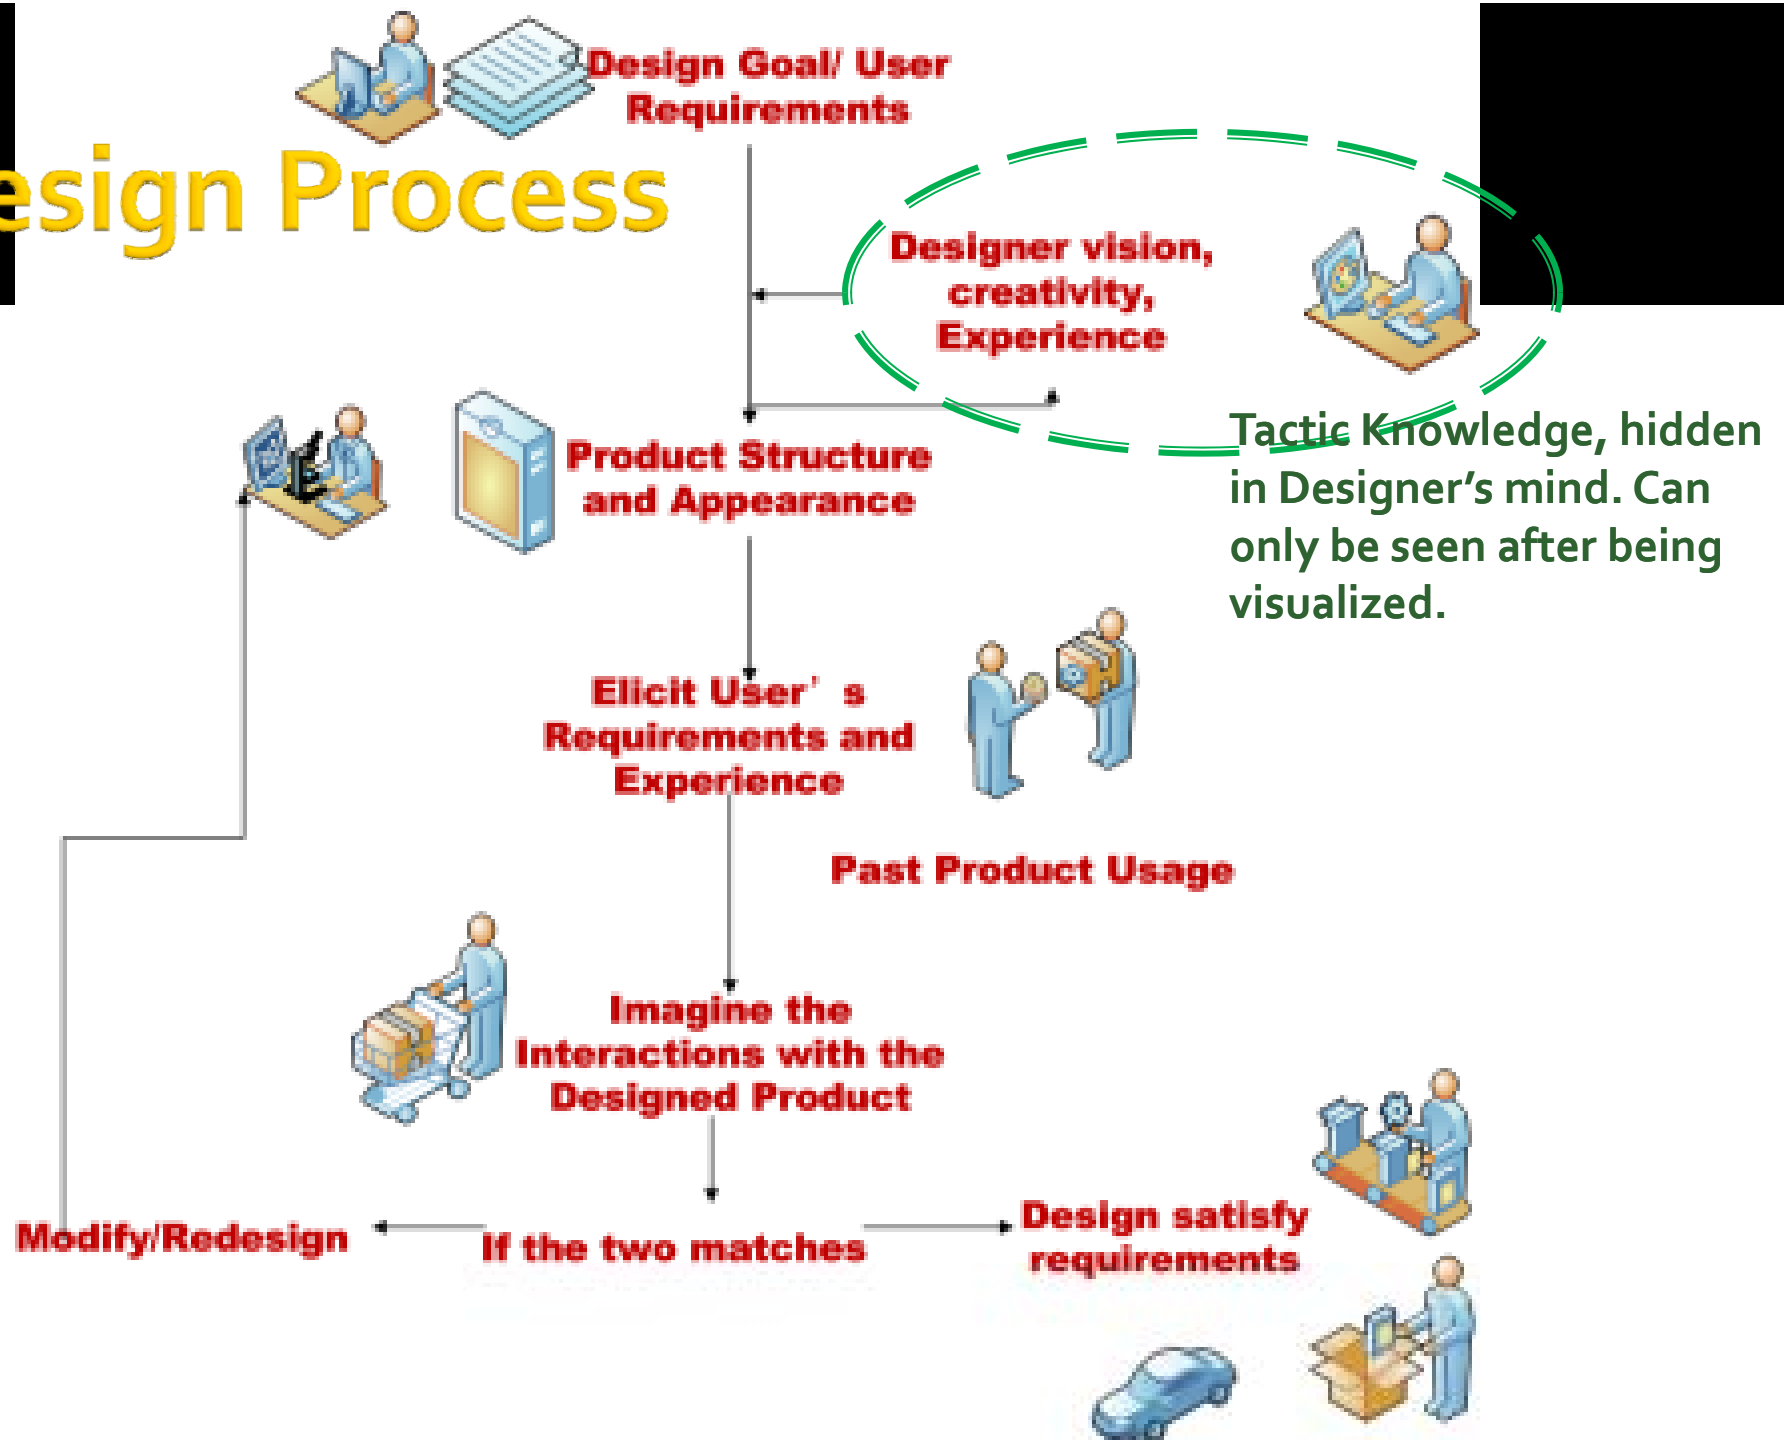 Design Goal/ User
Requirements
esign Process
Designer vision,
creativity,
Experience
Tactic Knowledge, hidden
in Designer’s mind. Can
only be seen after being
visualized.
Product Structure
and Appearance
Elicit User’ s
Requirements and
Experience
Past Product Usage
Imagine the
Interactions with the
Designed Product
Modify/Redesign
If the two matches
Design satisfy
requirements